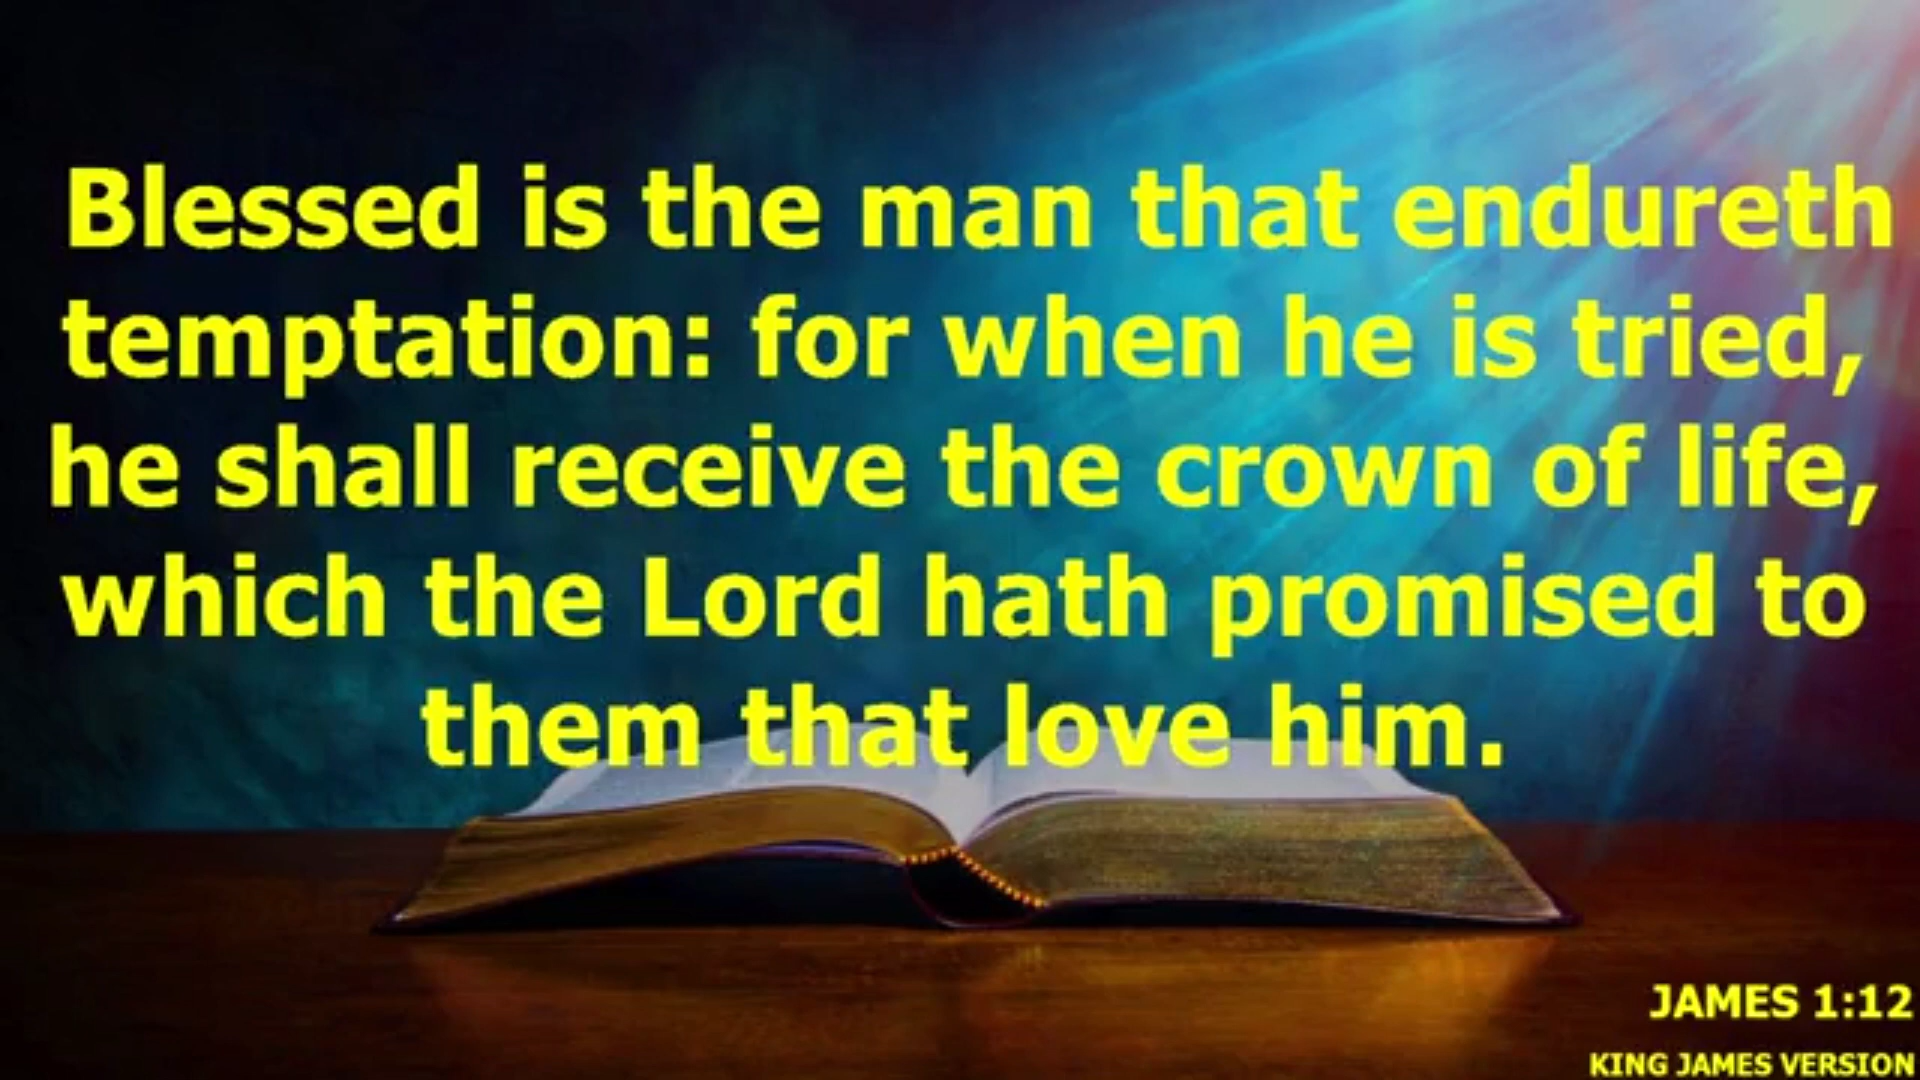 Blessed is the man that endureth
temptation: for when he is tried,
he shall receive the crown of life,
which the Lord hath promised to
them that love him.
JAMES 1:12
KING JAMES VERSION